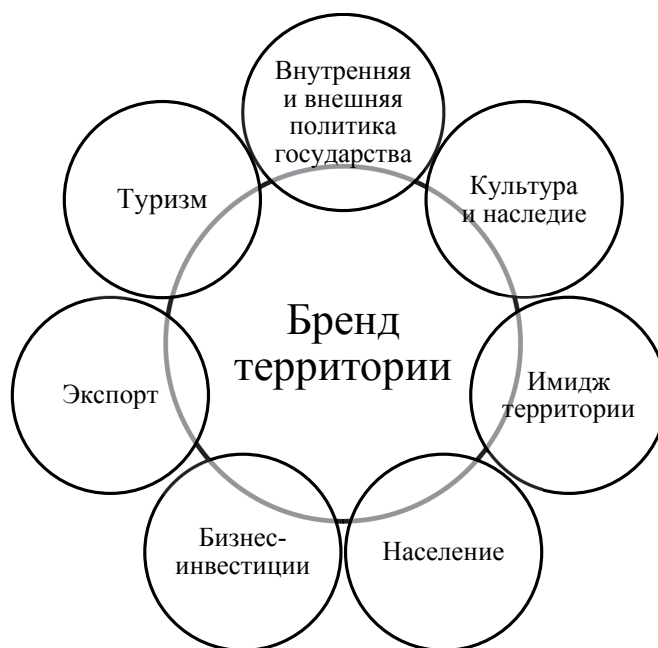 Внутренняя
и внешняя
политика
государства
Культура
и наследие
Имидж
территории
Население
Бизнес-
инвестиции
Экспорт
Туризм
Бренд
территории